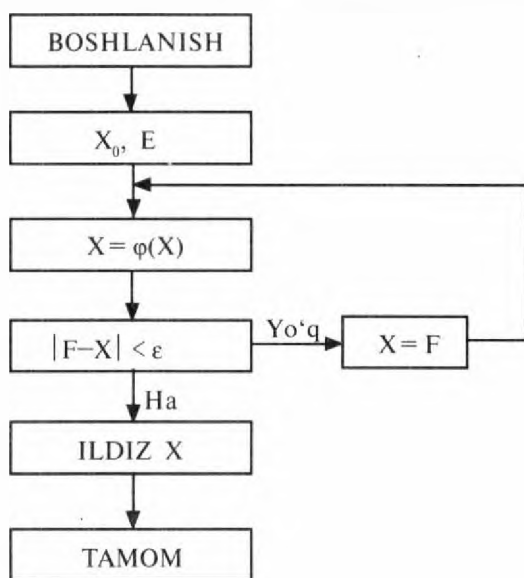 BOSHLANISH
X₀, E
X = φ(X)
|F−X| < ε
Yo‘q
X = F
Ha
ILDIZ X
TAMOM